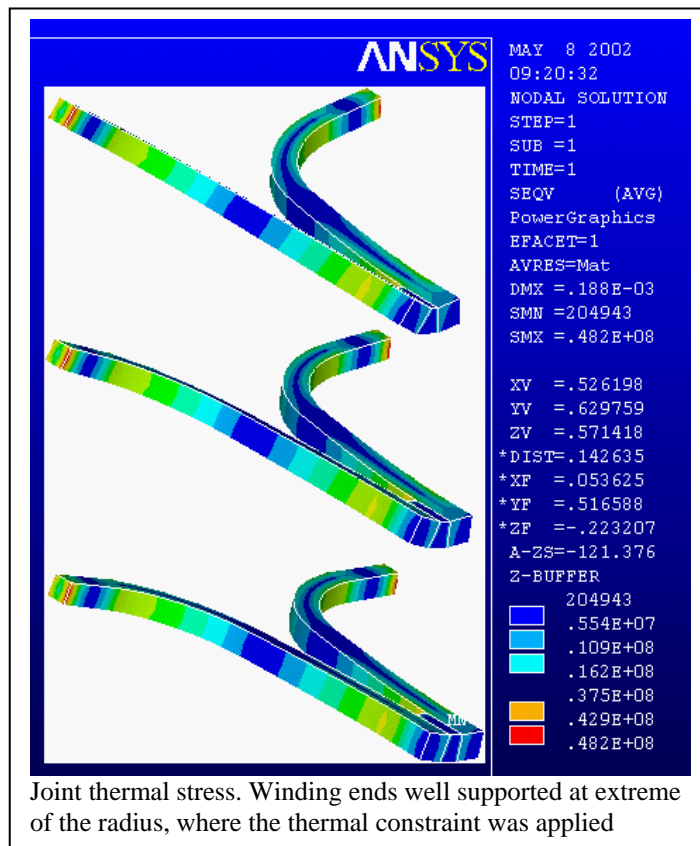 ANSYS
MAY 8 2002
09:20:32
NODAL SOLUTION
STEP=1
SUB =1
TIME=1
SEQV (AVG)
PowerGraphics
EFACET=1
AVRES=Mat
DMX =.188E-03
SMN =204943
SMX =.482E+08
XV =.526198
YV =.629759
ZV =.571418
*DIST=.142635
*XF =.053625
*YF =.516588
*ZF =-.223207
A-ZS=-121.376
Z-BUFFER
204943
.554E+07
.109E+08
.162E+08
.375E+08
.429E+08
.482E+08
MN
Joint thermal stress. Winding ends well supported at extreme
of the radius, where the thermal constraint was applied